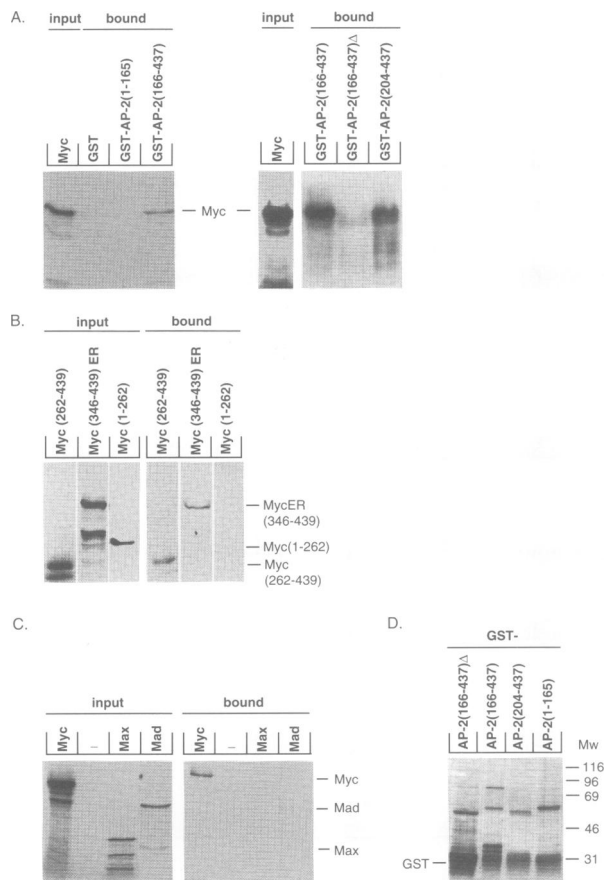 A.
input bound
Myc
GST
GST-AP-2(1-165)
GST-AP-2(166-437)
— Myc —
input bound
Myc
GST-AP-2(166-437)
GST-AP-2(166-437)Δ
GST-AP-2(204-437)
B.
input bound
Myc (262-439)
Myc (346-439) ER
Myc (1-262)
Myc (262-439)
Myc (346-439) ER
Myc (1-262)
— MycER
(346-439)
— Myc(1-262)
— Myc
(262-439)
C.
input bound
Myc
–
Max
Mad
Myc
–
Max
Mad
— Myc
— Mad
— Max
D.
GST-
AP-2(166-437)Δ
AP-2(166-437)
AP-2(204-437)
AP-2(1-165)
Mw
— 116
— 96
— 69
— 46
— 31
GST —